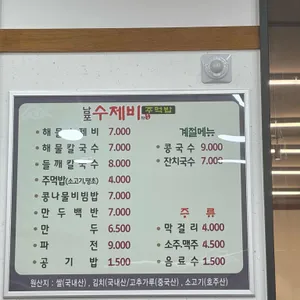 남포 수제비 주먹밥
• 해물수제비 7.000
• 해물칼국수 7.000
• 들깨칼국수 8.000
• 주먹밥(소고기,명초) 4.000
• 콩나물비빔밥 7.000
• 만두백반 7.000
• 만두 6.500
• 파전 9.000
• 공기밥 1.500
계절메뉴
• 콩국수 9.000
• 잔치국수 7.000
주류
• 막걸리 4.000
• 소주,맥주 4.500
• 음료수 1.500
원산지 : 쌀(국내산) , 김치(국내산/고추가루(중국산) , 소고기(호주산)